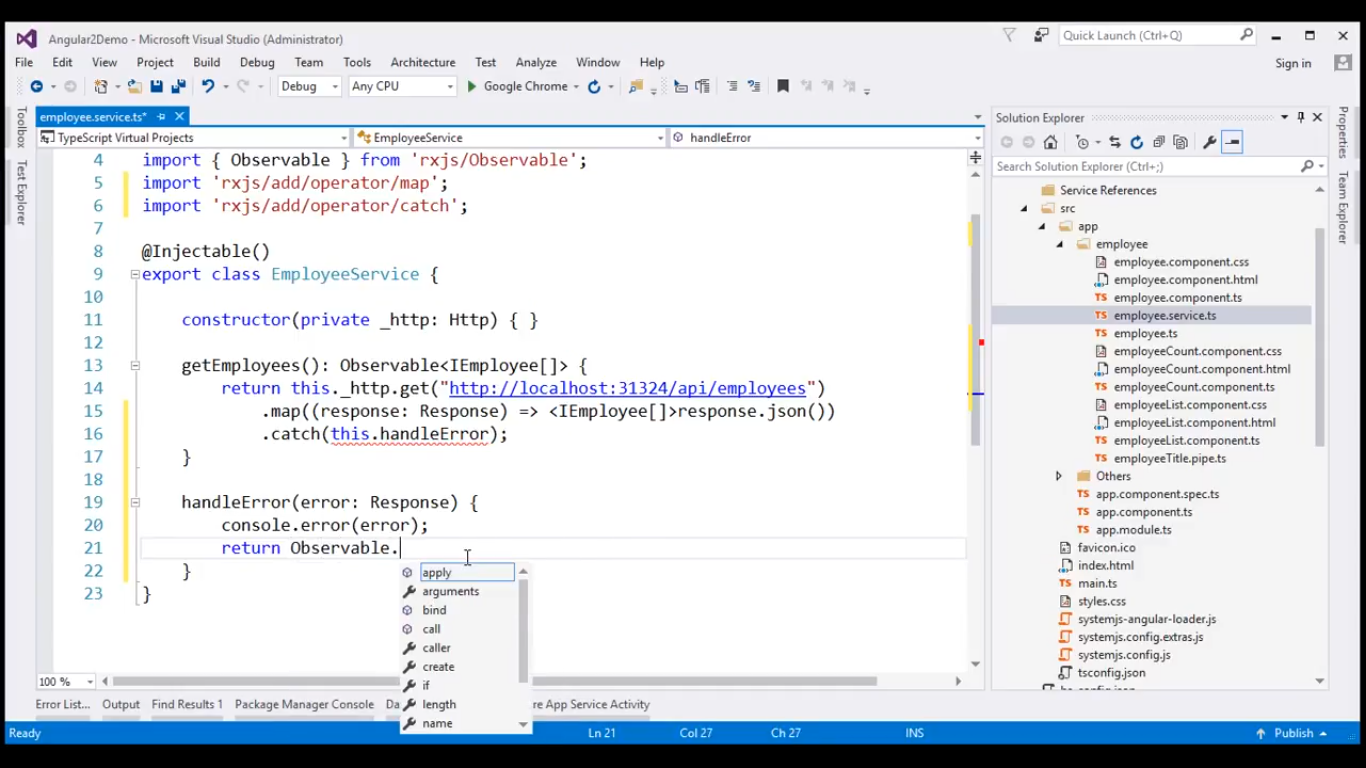 Angular2Demo - Microsoft Visual Studio (Administrator)
Quick Launch (Ctrl+Q)
File Edit View Project Build Debug Team Tools Architecture Test Analyze Window Help
Sign in
Debug Any CPU Google Chrome
Toolbox
Test Explorer
employee.service.ts*
TypeScript Virtual Projects EmployeeService handleError
4 import { Observable } from 'rxjs/Observable';
5 import 'rxjs/add/operator/map';
6 import 'rxjs/add/operator/catch';
7
8 @Injectable()
9 export class EmployeeService {
10
11 constructor(private _http: Http) { }
12
13 getEmployees(): Observable<IEmployee[]> {
14 return this._http.get("http://localhost:31324/api/employees")
15 .map((response: Response) => <IEmployee[]>response.json())
16 .catch(this.handleError);
17 }
18
19 handleError(error: Response) {
20 console.error(error);
21 return Observable.
22 }
23 }
apply
arguments
bind
call
caller
create
if
length
name
100 %
Solution Explorer
Search Solution Explorer (Ctrl+;)
Service References
src
app
employee
employee.component.css
employee.component.html
employee.component.ts
employee.service.ts
employee.ts
employeeCount.component.css
employeeCount.component.html
employeeCount.component.ts
employeeList.component.css
employeeList.component.html
employeeList.component.ts
employeeTitle.pipe.ts
Others
app.component.spec.ts
app.component.ts
app.module.ts
favicon.ico
index.html
main.ts
styles.css
systemjs-angular-loader.js
systemjs.config.extras.js
systemjs.config.js
tsconfig.json
Properties
Team Explorer
Error List... Output Find Results 1 Package Manager Console Da re App Service Activity
Ready Ln 21 Col 27 Ch 27 INS Publish